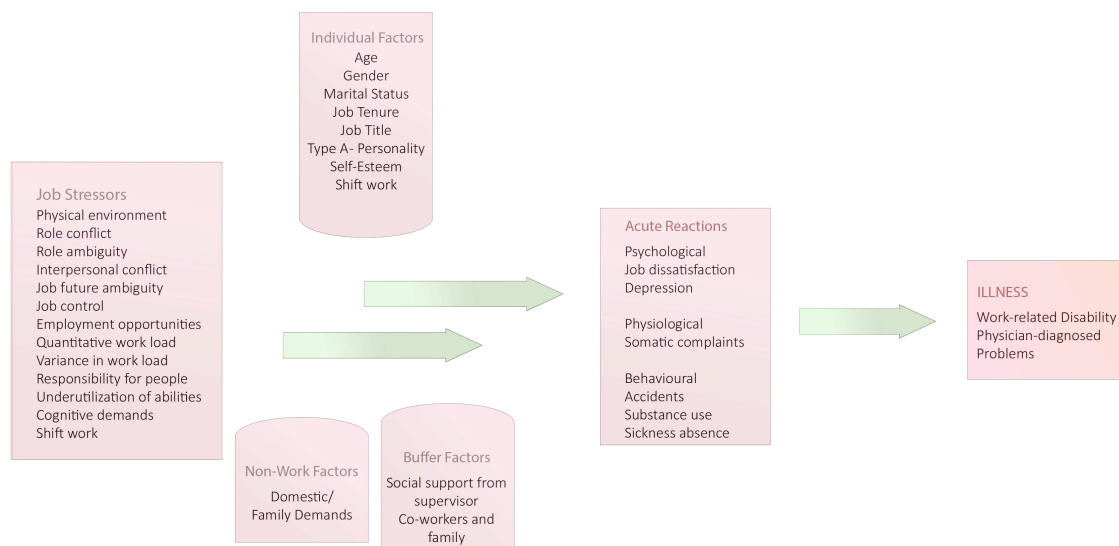 Individual Factors
Age
Gender
Marital Status
Job Tenure
Job Title
Type A- Personality
Self-Esteem
Shift work
Job Stressors
Physical environment
Role conflict
Role ambiguity
Interpersonal conflict
Job future ambiguity
Job control
Employment opportunities
Quantitative work load
Variance in work load
Responsibility for people
Underutilization of abilities
Cognitive demands
Shift work
Non-Work Factors
Domestic/
Family Demands
Buffer Factors
Social support from
supervisor
Co-workers and
family
Acute Reactions
Psychological
Job dissatisfaction
Depression
Physiological
Somatic complaints
Behavioural
Accidents
Substance use
Sickness absence
ILLNESS
Work-related Disability
Physician-diagnosed
Problems